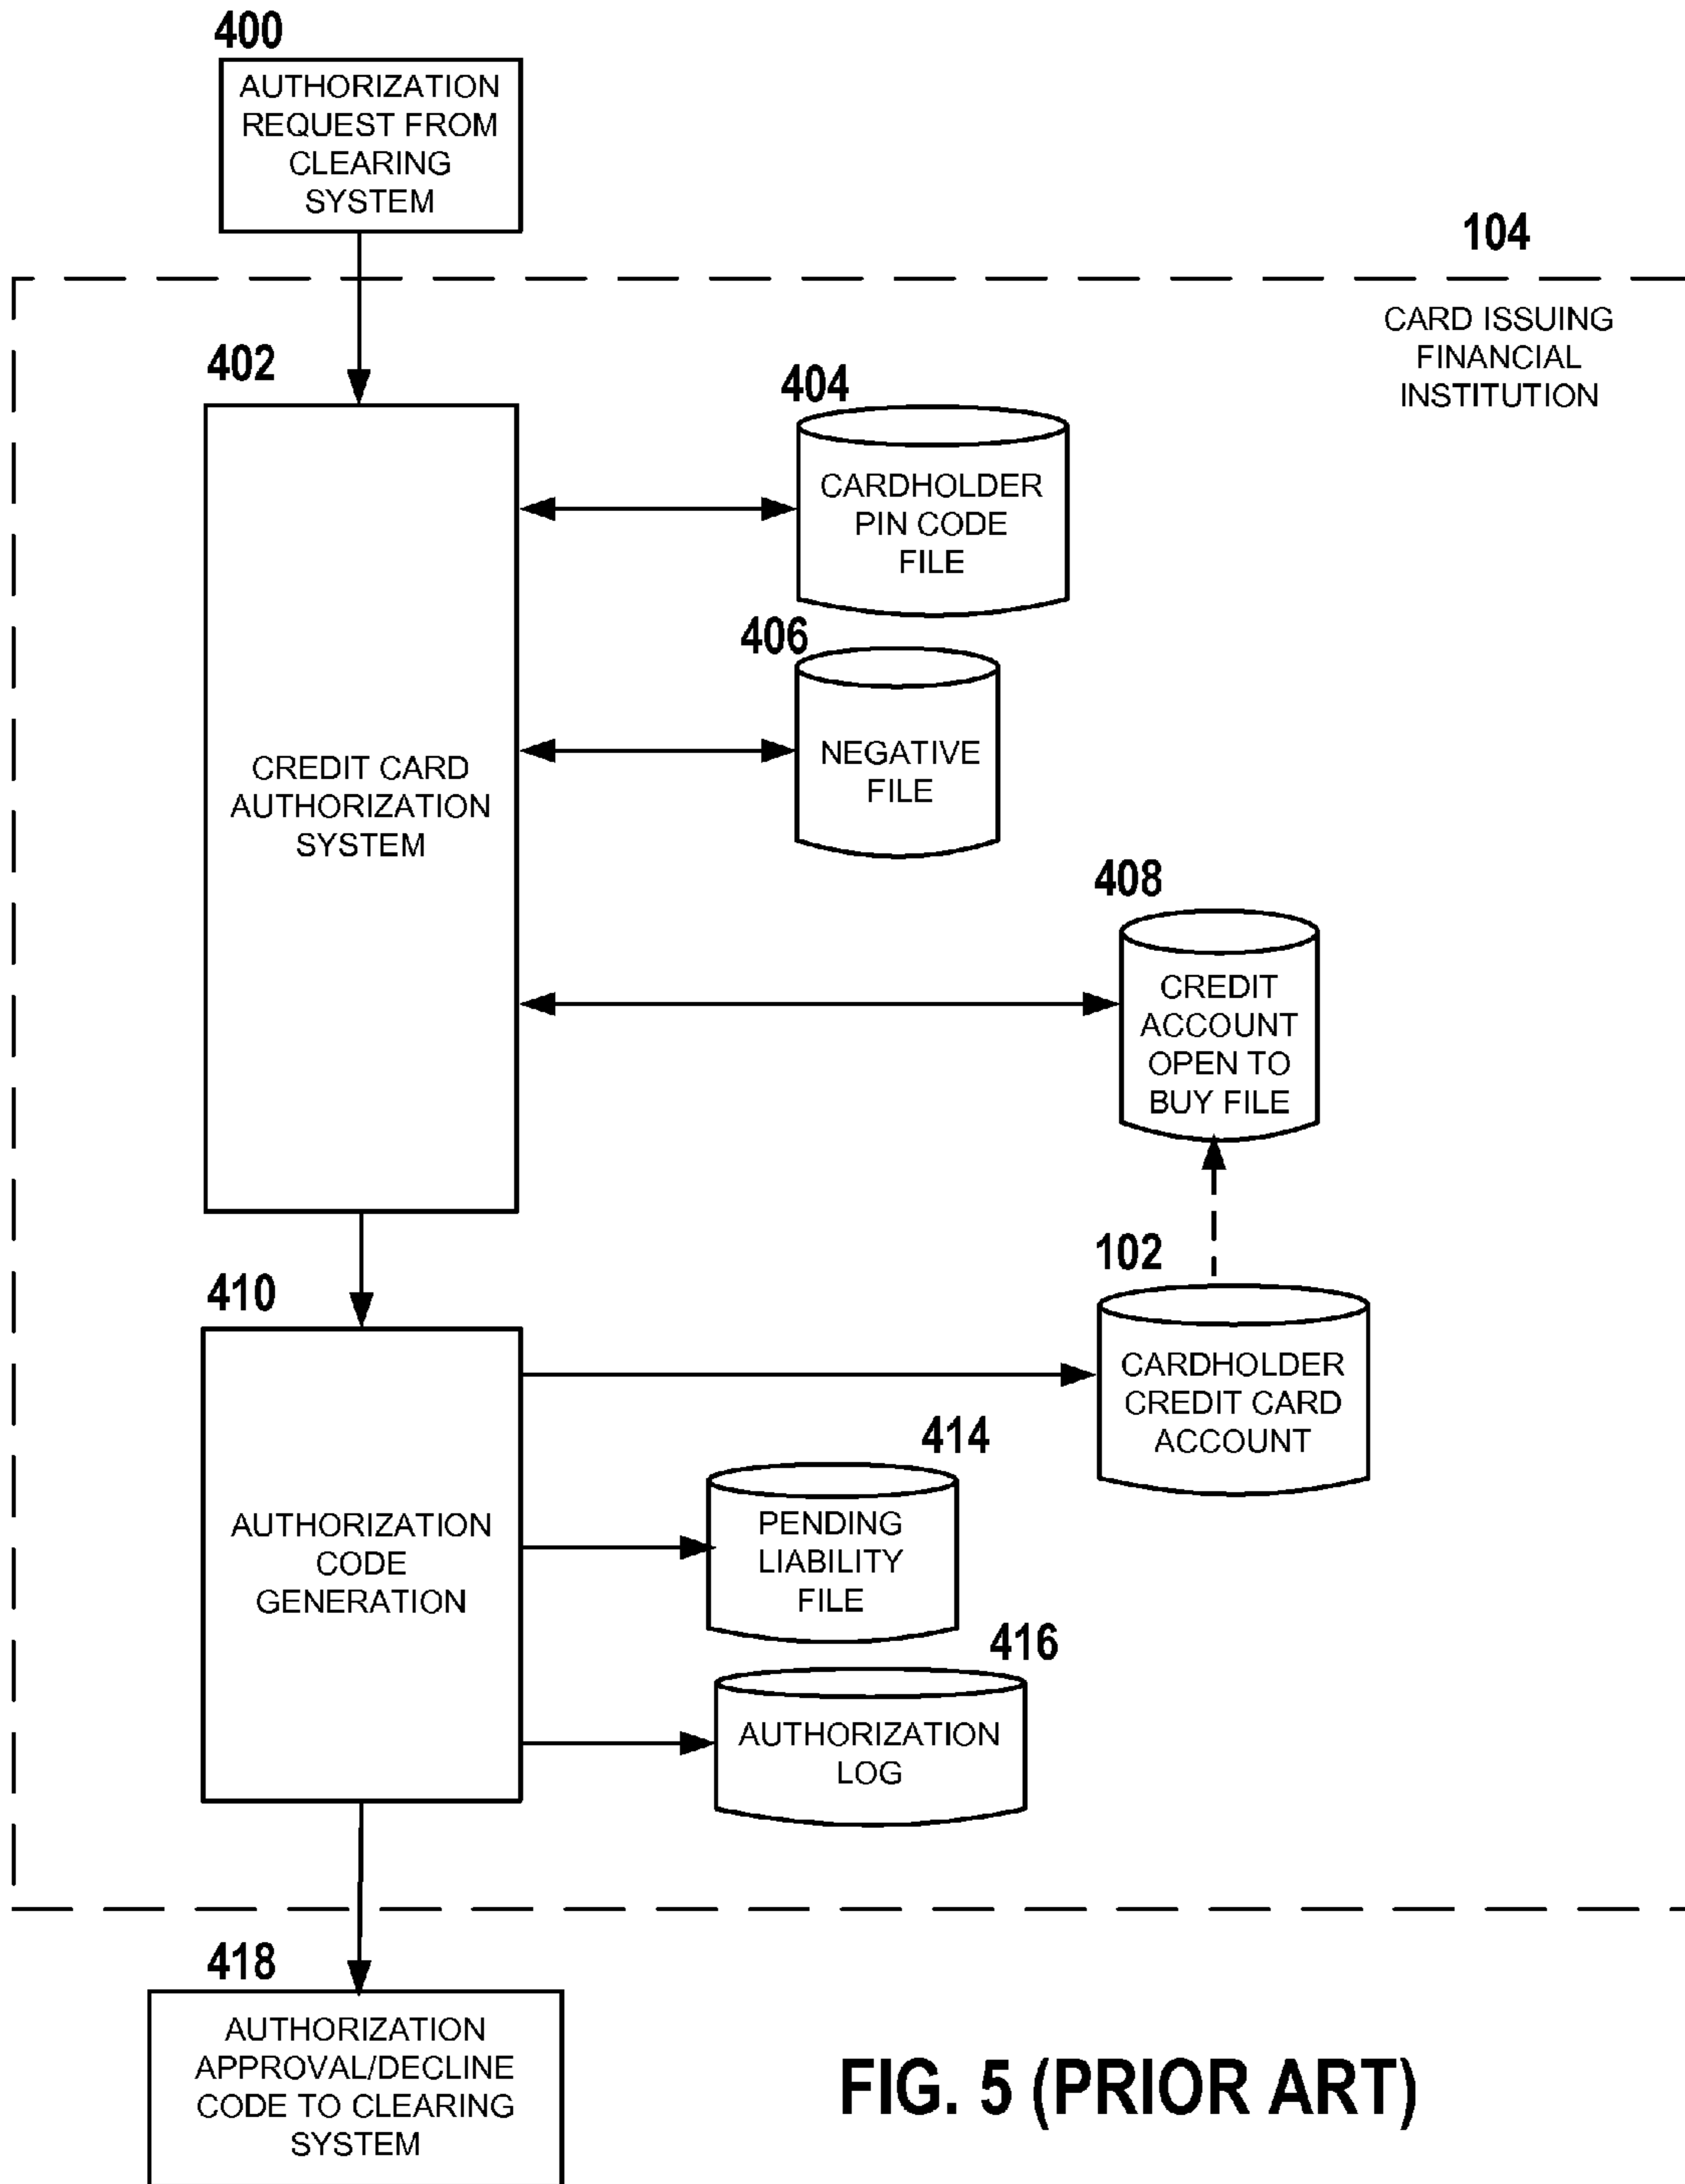 400
AUTHORIZATION
REQUEST FROM
CLEARING
SYSTEM
104
CARD ISSUING
FINANCIAL
INSTITUTION
402
CREDIT CARD
AUTHORIZATION
SYSTEM
404
CARDHOLDER
PIN CODE
FILE
406
NEGATIVE
FILE
408
CREDIT
ACCOUNT
OPEN TO
BUY FILE
102
CARDHOLDER
CREDIT CARD
ACCOUNT
410
AUTHORIZATION
CODE
GENERATION
414
PENDING
LIABILITY
FILE
416
AUTHORIZATION
LOG
418
AUTHORIZATION
APPROVAL/DECLINE
CODE TO CLEARING
SYSTEM
FIG. 5 (PRIOR ART)